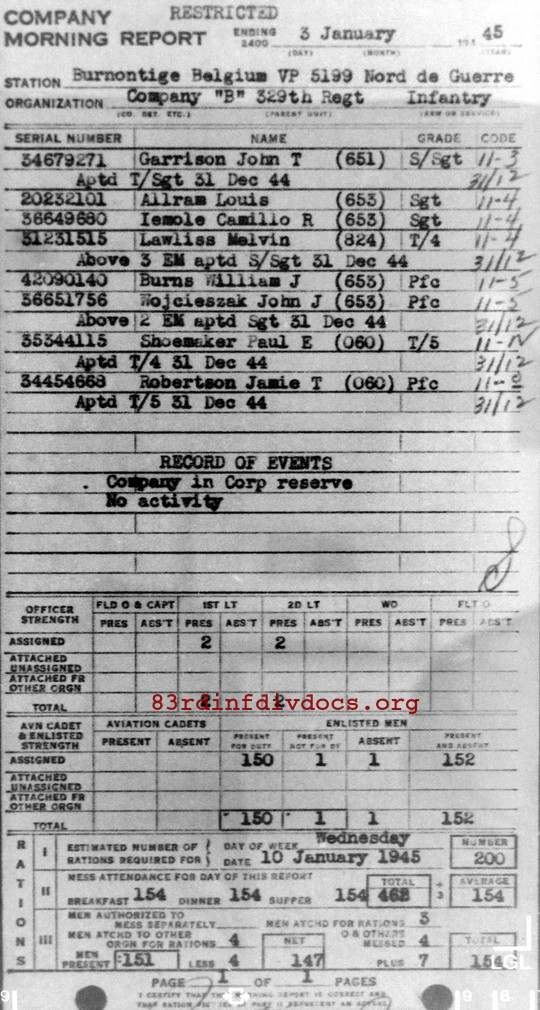 COMPANY RESTRICTED
MORNING REPORT ENDING 2400 3 January 194 45
(DAY) (MONTH) (YEAR)
STATION Burnontige Belgium VP 5199 Nord de Guerre
ORGANIZATION Company "B" 329th Regt Infantry
(CO. DET. ETC.) (PARENT UNIT) (ARM OR SERVICE)
SERIAL NUMBER NAME GRADE CODE
34679271 Garrison John T (651) S/Sgt 11-3
Aptd T/Sgt 31 Dec 44 31/12
20232101 Allram Louis (653) Sgt 11-4
36649680 Iemole Camillo R (653) Sgt 11-4
31231515 Lawliss Melvin (824) T/4 11-4
Above 3 EM aptd S/Sgt 31 Dec 44 31/12
42090140 Burns William J (653) Pfc 11-5
36651756 Wojcieszak John J (653) Pfc 11-5
Above 2 EM aptd Sgt 31 Dec 44 31/12
35344115 Shoemaker Paul E (060) T/5 11-N
Aptd T/4 31 Dec 44 31/12
34454668 Robertson Jamie T (060) Pfc 11-
Aptd T/5 31 Dec 44 31/12
RECORD OF EVENTS
. Company in Corp reserve
No activity
OFFICER STRENGTH FLD O & CAPT 1ST LT 2D LT WO FLT O
PRES ABS'T PRES ABS'T PRES ABS'T PRES ABS'T PRES ABS'T
ASSIGNED 2 2
ATTACHED UNASSIGNED
ATTACHED FR OTHER ORGN
TOTAL 2 2
83rdinfdivdocs.org
AVN CADET & ENLISTED STRENGTH AVIATION CADETS ENLISTED MEN
PRESENT ABSENT PRESENT FOR DUTY PRESENT NOT FOR DY ABSENT PRESENT AND ABSENT
ASSIGNED 150 1 1 152
ATTACHED UNASSIGNED
ATTACHED FR OTHER ORGN
TOTAL 150 1 1 152
RATIONS
I ESTIMATED NUMBER OF RATIONS REQUIRED FOR DAY OF WEEK Wednesday NUMBER
DATE 10 January 1945 200
II MESS ATTENDANCE FOR DAY OF THIS REPORT TOTAL AVERAGE
BREAKFAST 154 DINNER 154 SUPPER 154 462 ÷ 3 154
III MEN AUTHORIZED TO MESS SEPARATELY MEN ATCHD FOR RATIONS 3
MEN ATCHD TO OTHER ORGN FOR RATIONS 4 NET O & OTHERS MESSED 4 TOTAL
MEN PRESENT 151 LESS 4 147 PLUS 7 154
LGL
PAGE 1 OF 1 PAGES
I CERTIFY THAT THE MORNING REPORT IS CORRECT AND